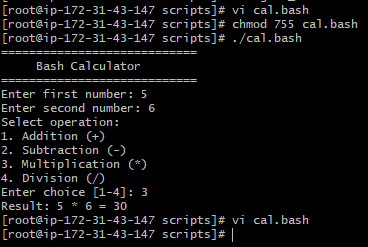 [root@ip-172-31-43-147 scripts]# vi cal.bash
[root@ip-172-31-43-147 scripts]# chmod 755 cal.bash
[root@ip-172-31-43-147 scripts]# ./cal.bash
============================
     Bash Calculator
============================
Enter first number: 5
Enter second number: 6
Select operation:
1. Addition (+)
2. Subtraction (-)
3. Multiplication (*)
4. Division (/)
Enter choice [1-4]: 3
Result: 5 * 6 = 30
[root@ip-172-31-43-147 scripts]# vi cal.bash
[root@ip-172-31-43-147 scripts]#